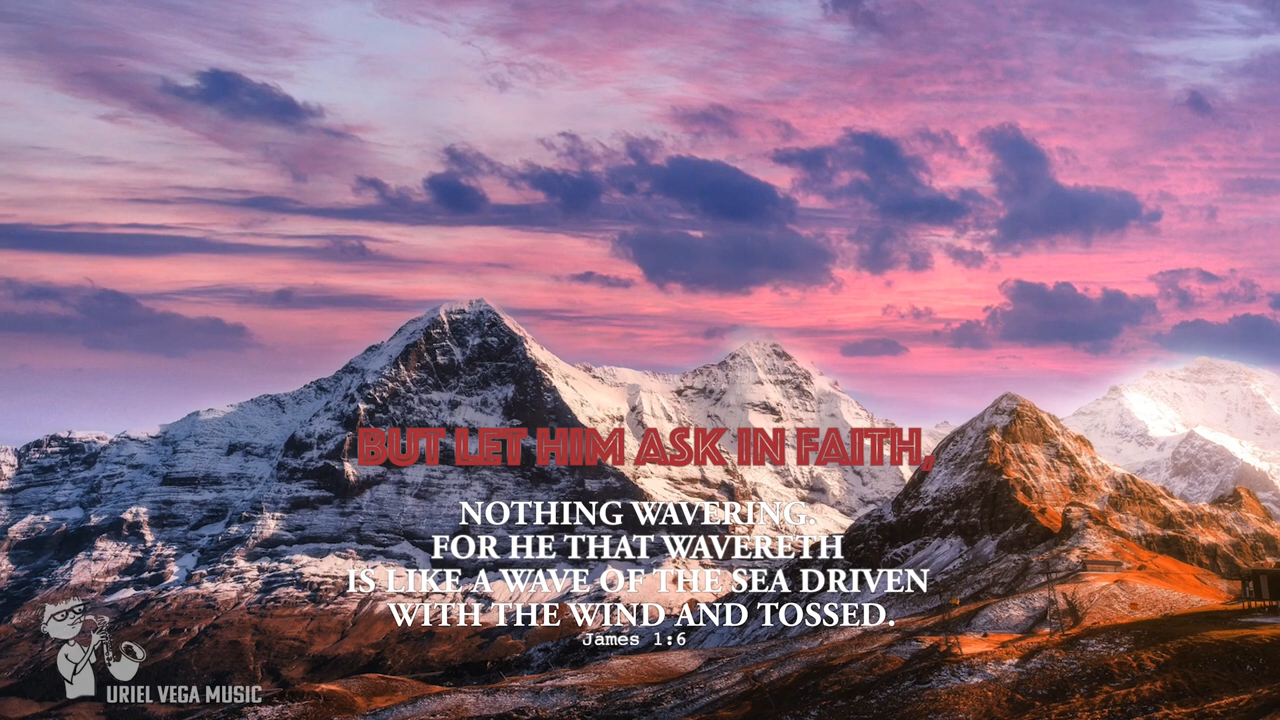 BUT LET HIM ASK IN FAITH,
NOTHING WAVERING.
FOR HE THAT WAVERETH
IS LIKE A WAVE OF THE SEA DRIVEN
WITH THE WIND AND TOSSED.
James 1:6
URIEL VEGA MUSIC